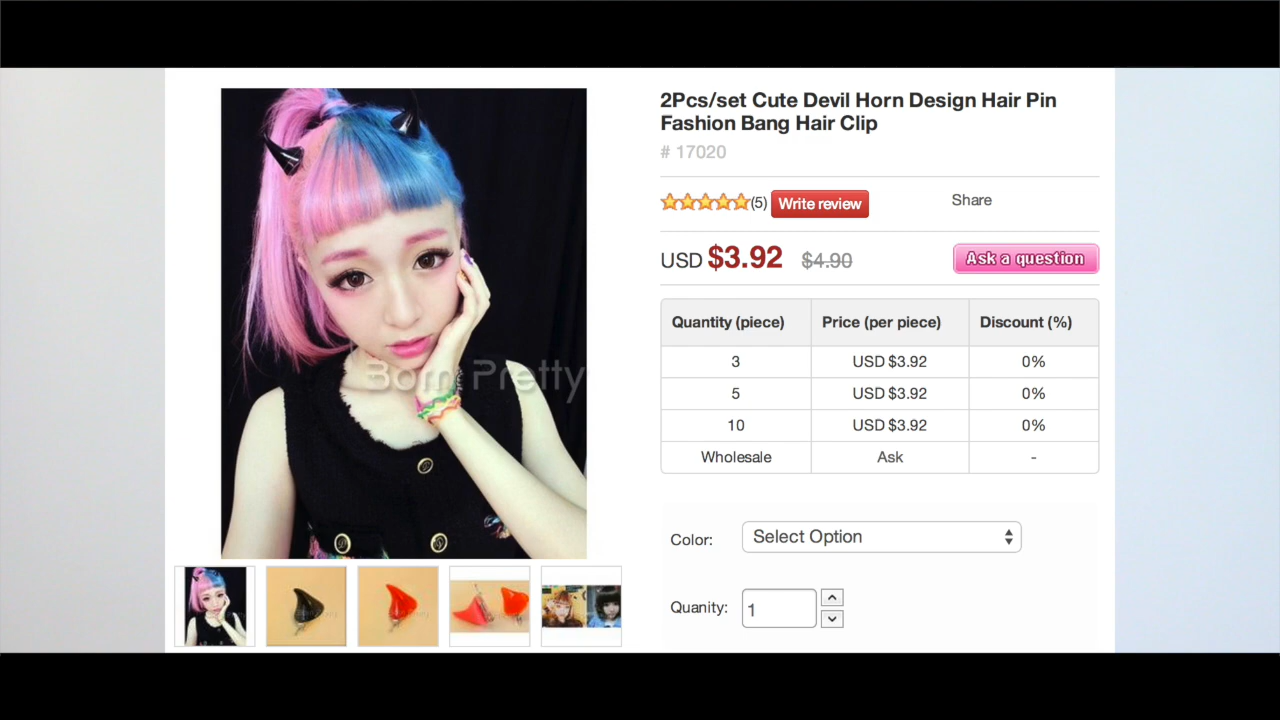 2Pcs/set Cute Devil Horn Design Hair Pin
Fashion Bang Hair Clip
# 17020
(5) Write review Share
USD $3.92 $4.90 Ask a question
Quantity (piece) Price (per piece) Discount (%)
3 USD $3.92 0%
5 USD $3.92 0%
10 USD $3.92 0%
Wholesale Ask -
Color: Select Option
Quanity: 1
Born Pretty